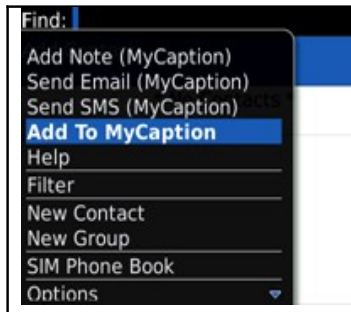 Find:
Add Note (MyCaption)
Send Email (MyCaption)
Send SMS (MyCaption)
Add To MyCaption
Help
Filter
New Contact
New Group
SIM Phone Book
Options